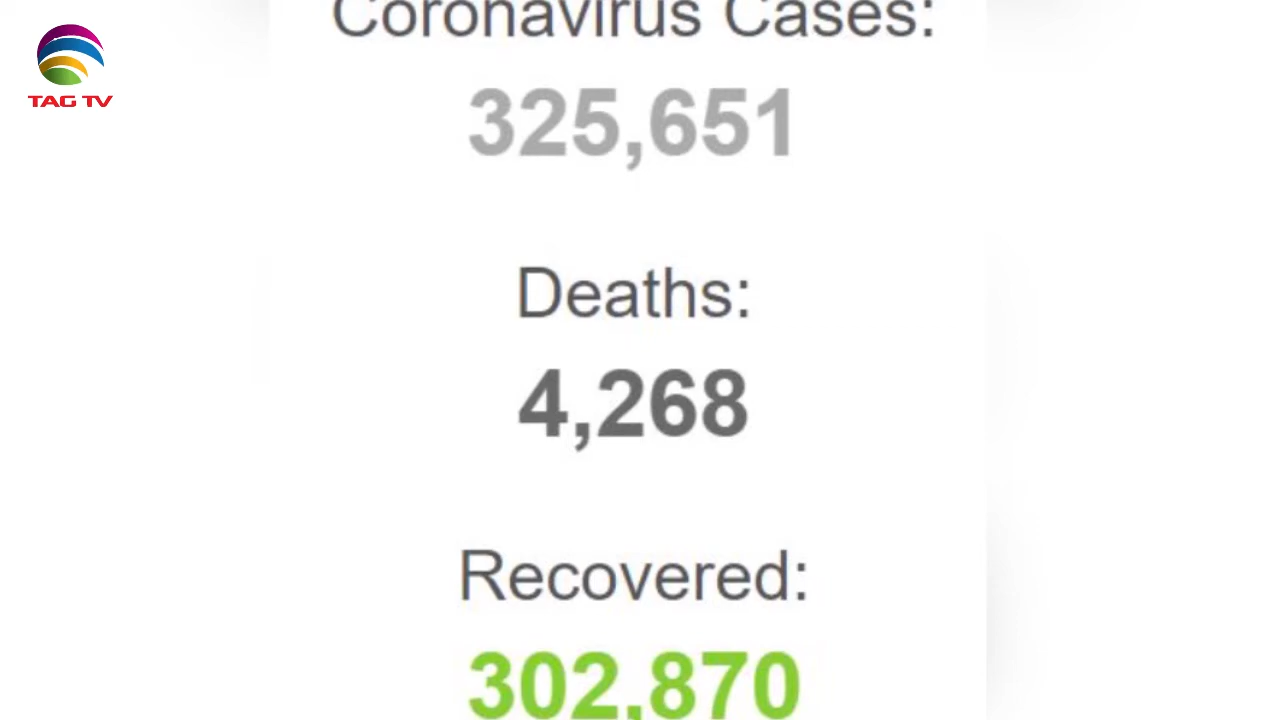 Coronavirus Cases:
TAG TV
325,651
Deaths:
4,268
Recovered:
302,870